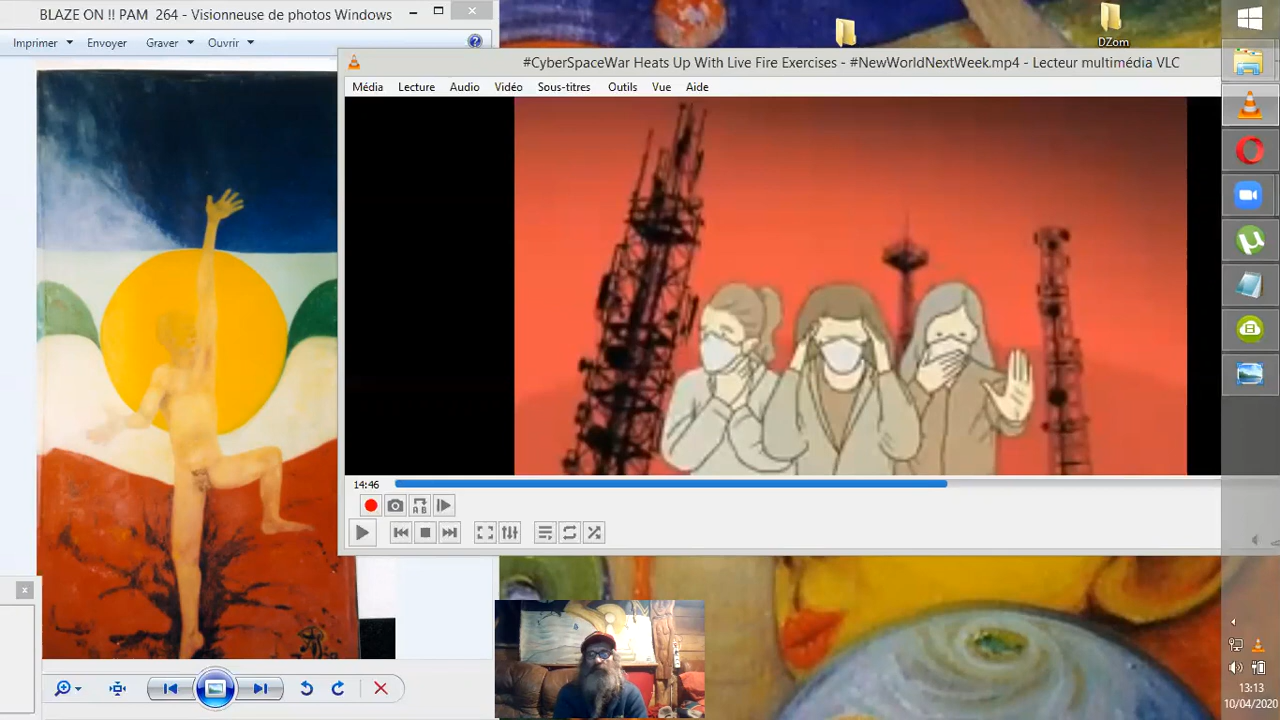 BLAZE ON !! PAM 264 - Visionneuse de photos Windows
Imprimer
Envoyer
Graver
Ouvrir
DZom
#CyberSpaceWar Heats Up With Live Fire Exercises - #NewWorldNextWeek.mp4 - Lecteur multimédia VLC
Média
Lecture
Audio
Vidéo
Sous-titres
Outils
Vue
Aide
14:46
A B
13:13
10/04/2020